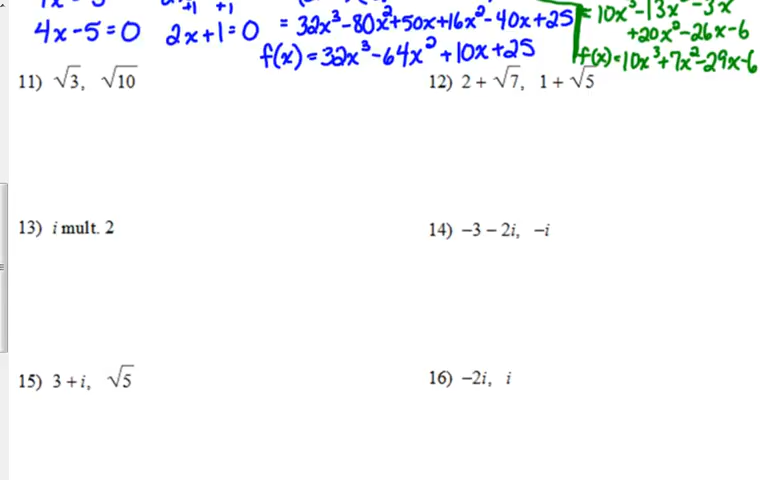 4x-5=0 2x+1=0
+1 +1
= 32x³-80x²+50x+16x²-40x+25
f(x)=32x³-64x²+10x+25
= 10x³-13x²-3x
+20x²-26x-6
f(x)=10x³+7x²-29x-6
11) √3, √10
12) 2 + √7, 1 + √5
13) i mult. 2
14) −3 − 2i, −i
15) 3 + i, √5
16) −2i, i